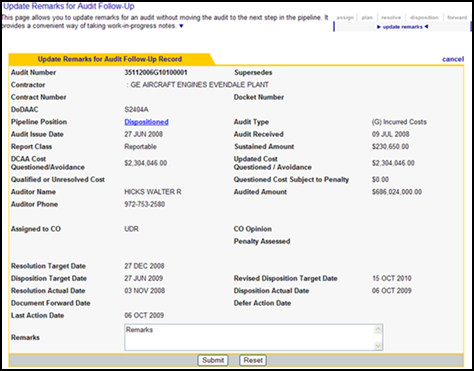 Update Remarks for Audit Follow-Up
This page allows you to update remarks for an audit without moving the audit to the next step in the pipeline. It provides a convenient way of taking work-in-progress notes. ▼
assign plan resolve disposition forward
► update remarks ◄
Update Remarks for Audit Follow-Up Record cancel
Audit Number 35112006G10100001 Supersedes
Contractor : GE AIRCRAFT ENGINES EVENDALE PLANT
Contract Number Docket Number
DoDAAC S2404A
Pipeline Position Dispositioned Audit Type (G) Incurred Costs
Audit Issue Date 27 JUN 2008 Audit Received 09 JUL 2008
Report Class Reportable Sustained Amount $230,650.00
DCAA Cost Questioned/Avoidance $2,304,046.00 Updated Cost Questioned / Avoidance $2,304,046.00
Qualified or Unresolved Cost Questioned Cost Subject to Penalty $0.00
Auditor Name HICKS WALTER R Audited Amount $686,024,000.00
Auditor Phone 972-753-2580
Assigned to CO UDR CO Opinion
Penalty Assessed
Resolution Target Date 27 DEC 2008
Disposition Target Date 27 JUN 2009 Revised Disposition Target Date 15 OCT 2010
Resolution Actual Date 03 NOV 2008 Disposition Actual Date 06 OCT 2009
Document Forward Date Defer Action Date
Last Action Date 06 OCT 2009
Remarks Remarks
Submit Reset